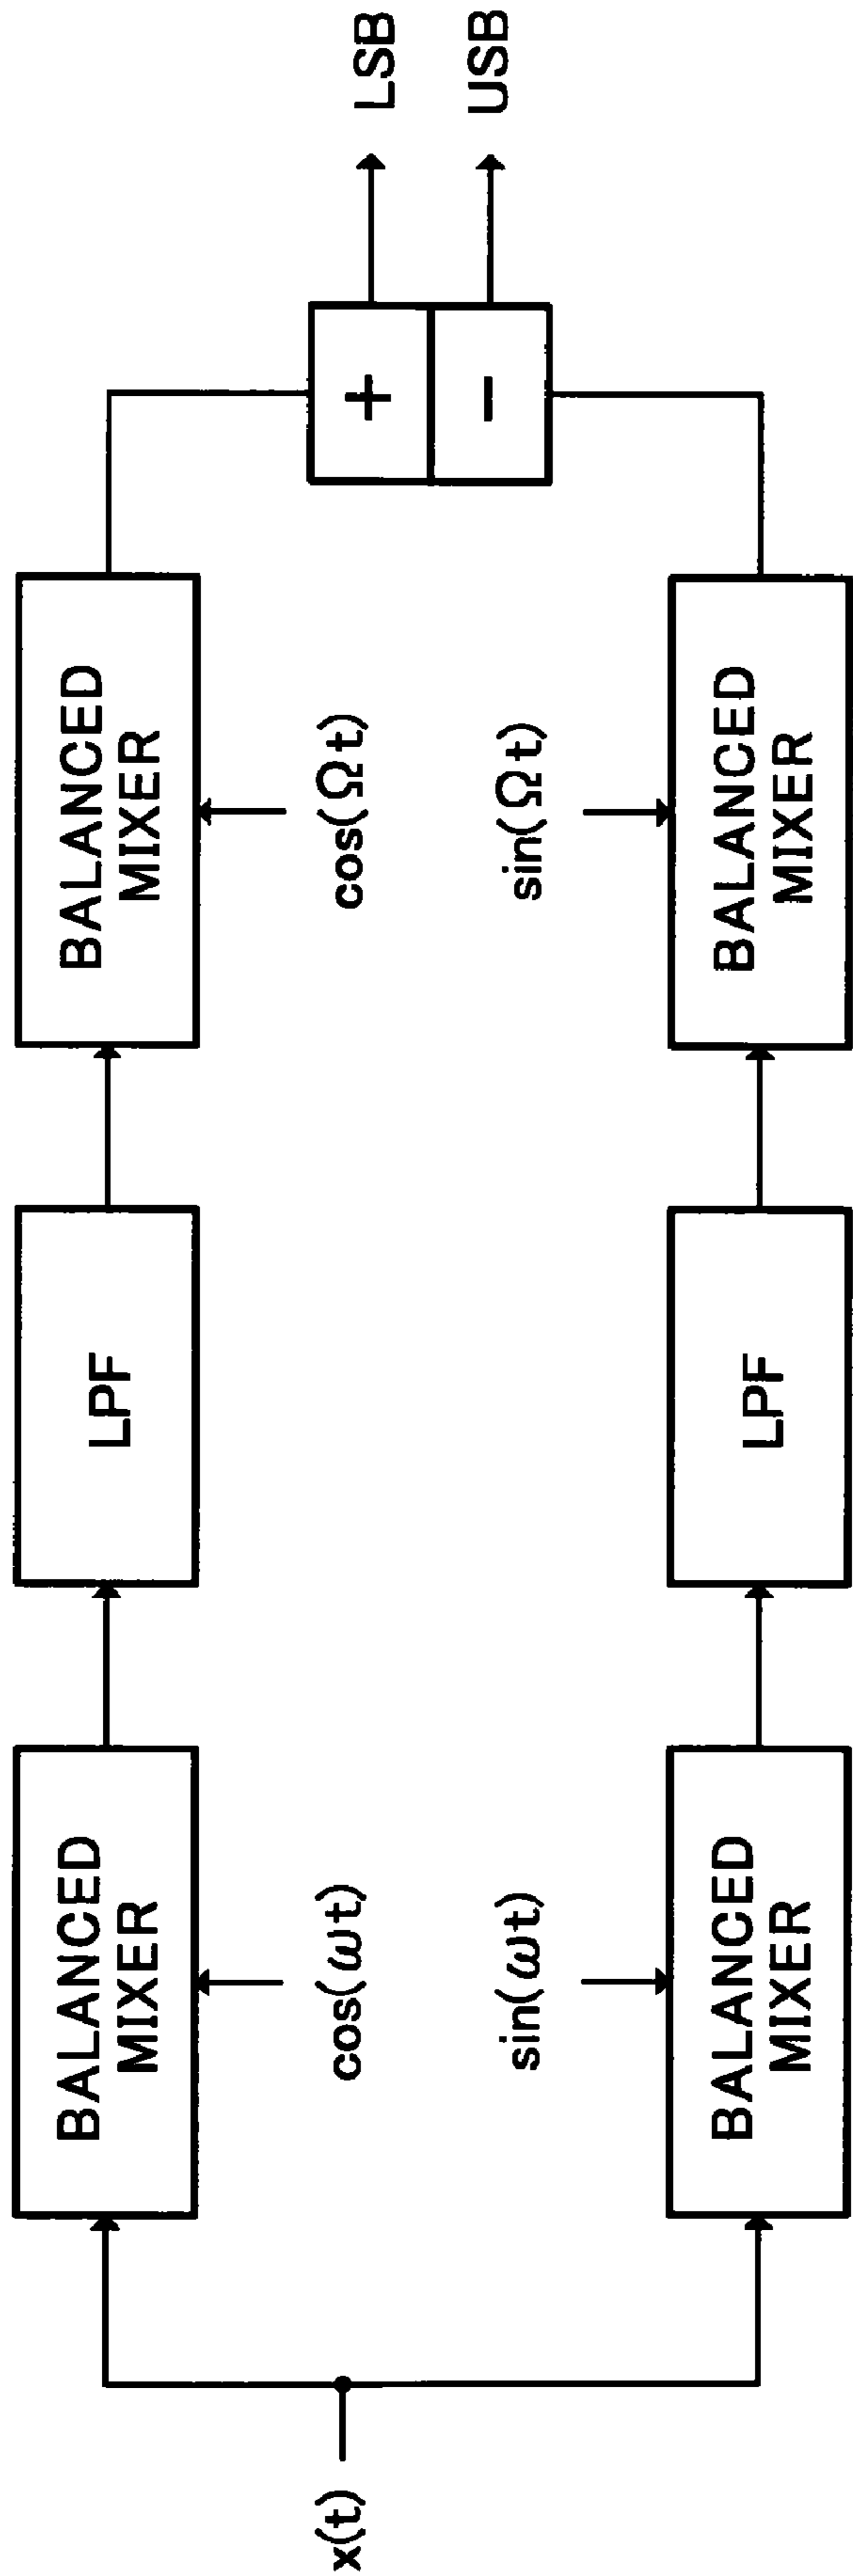 x(t)
BALANCED
MIXER
cos(ωt)
LPF
BALANCED
MIXER
cos(Ωt)
sin(ωt)
BALANCED
MIXER
LPF
sin(Ωt)
BALANCED
MIXER
+
−
LSB
USB